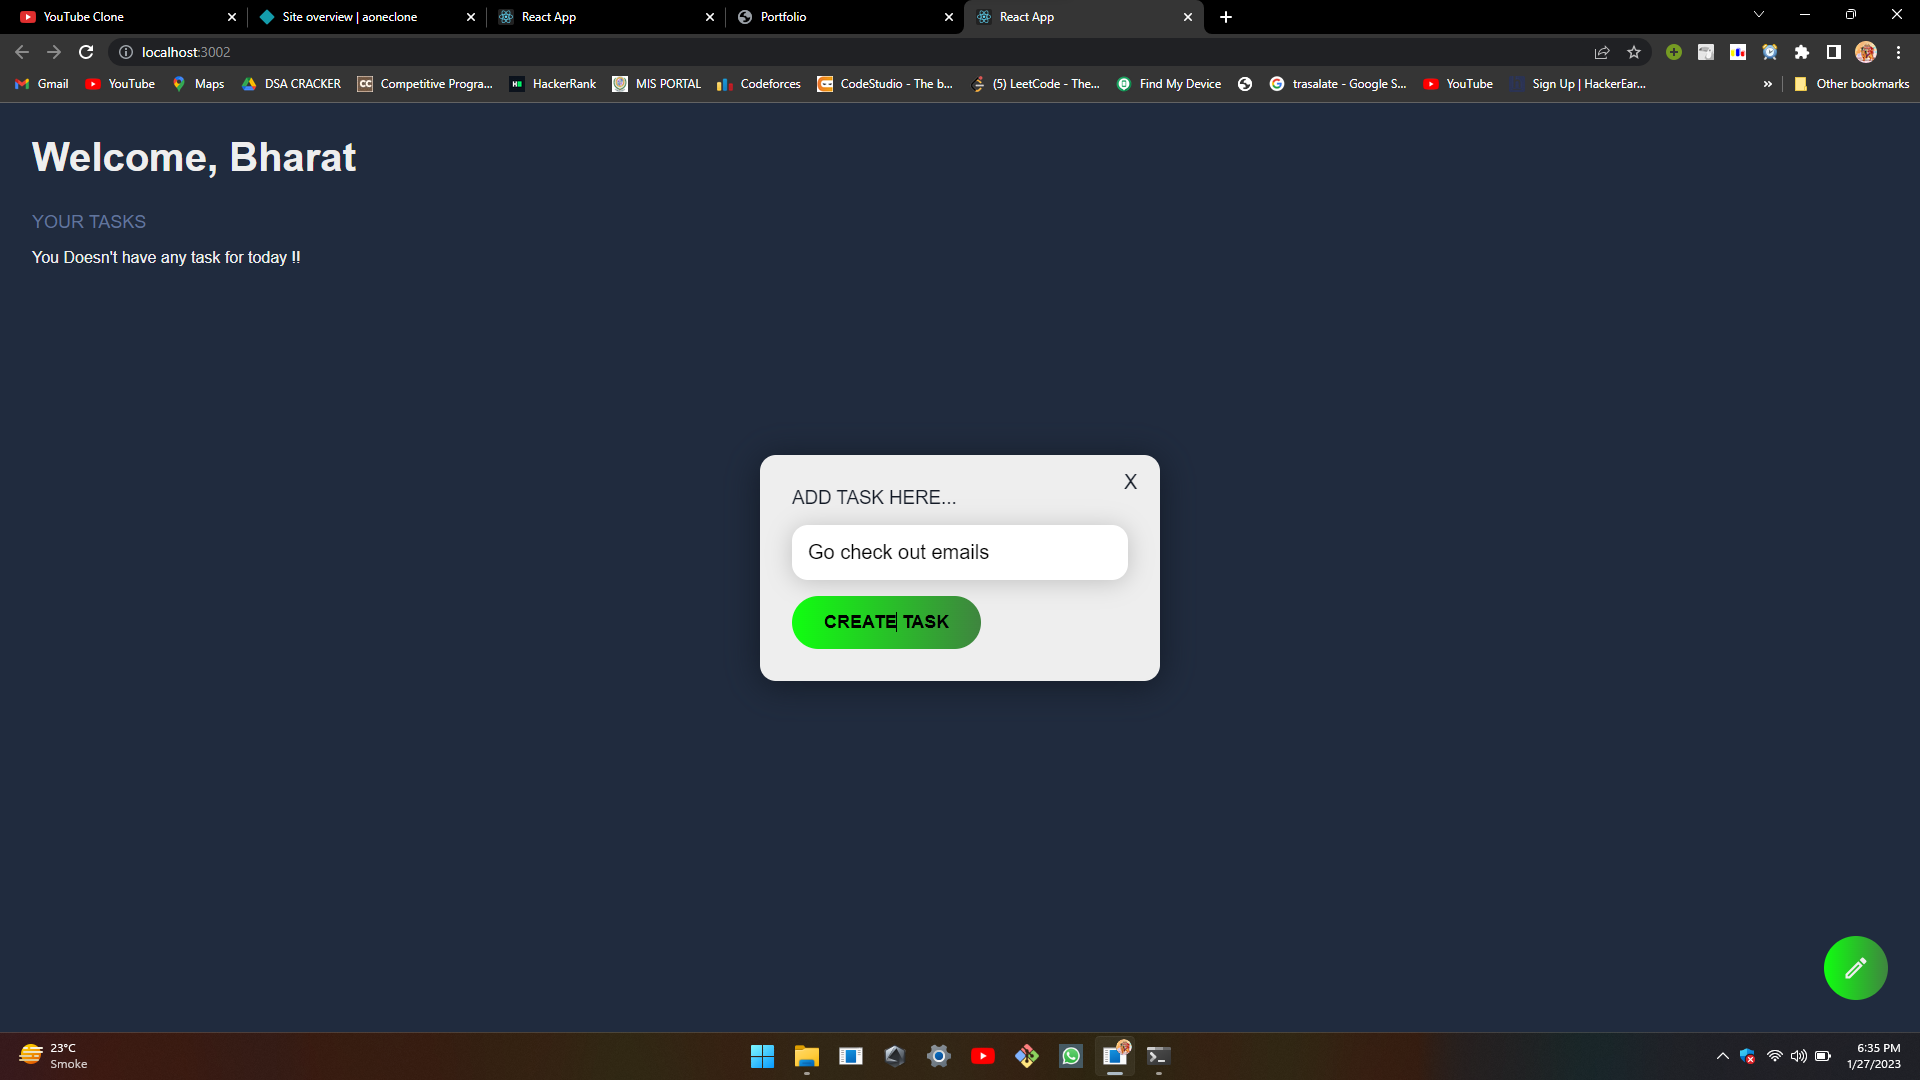 YouTube Clone
Site overview | aoneclone
React App
Portfolio
React App
localhost:3002
Gmail
YouTube
Maps
DSA CRACKER
CC
Competitive Progra...
HackerRank
MIS PORTAL
Codeforces
CodeStudio - The b...
(5) LeetCode - The...
Find My Device
trasalate - Google S...
YouTube
Sign Up | HackerEar...
»
Other bookmarks
Welcome, Bharat
YOUR TASKS
You Doesn't have any task for today !!
X
ADD TASK HERE...
Go check out emails
CREATE TASK
23°C
Smoke
6:35 PM
1/27/2023